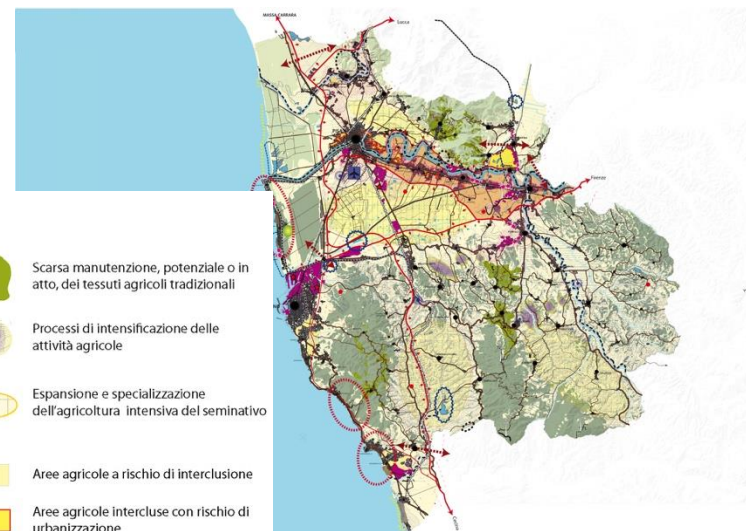 MASSA CARRARA
Firenze
Scarsa manutenzione, potenziale o in
atto, dei tessuti agricoli tradizionali
Processi di intensificazione delle
attività agricole
Espansione e specializzazione
dell'agricoltura intensiva del seminativo
Aree agricole a rischio di interclusione
Aree agricole intercluse con rischio di
urbanizzazione